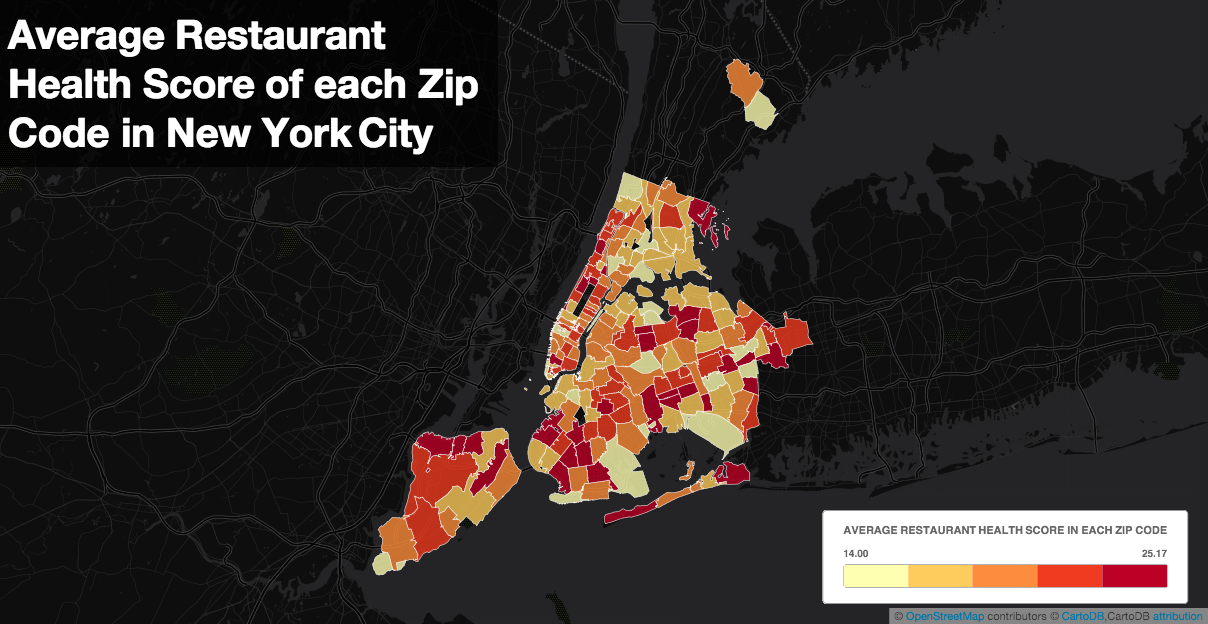 Average Restaurant
Health Score of each Zip
Code in New York City
AVERAGE RESTAURANT HEALTH SCORE IN EACH ZIP CODE
14.00 25.17
© OpenStreetMap contributors © CartoDB,CartoDB attribution